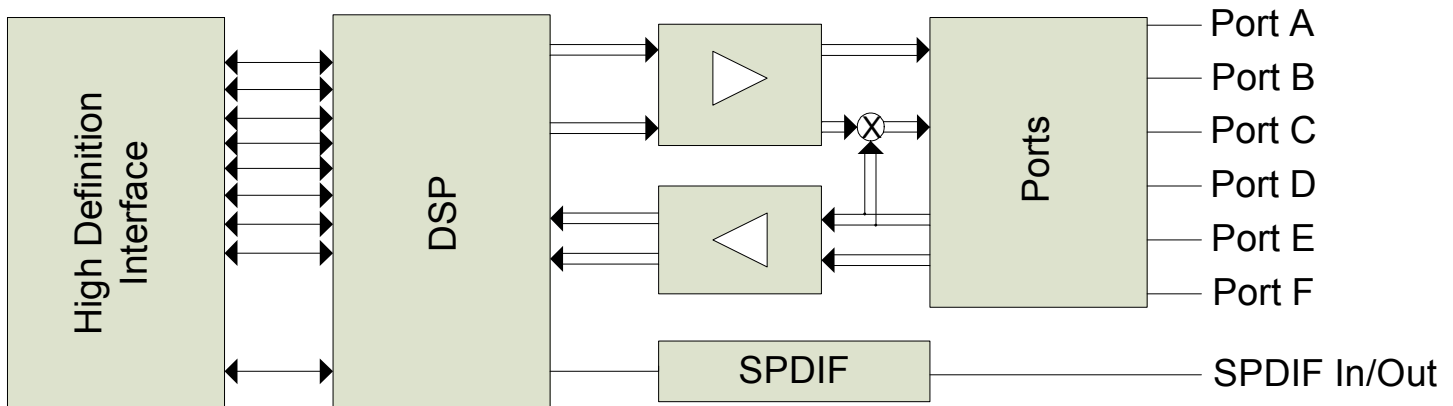 High Definition
Interface
DSP
Ports
Port A
Port B
Port C
Port D
Port E
Port F
SPDIF
SPDIF In/Out
X